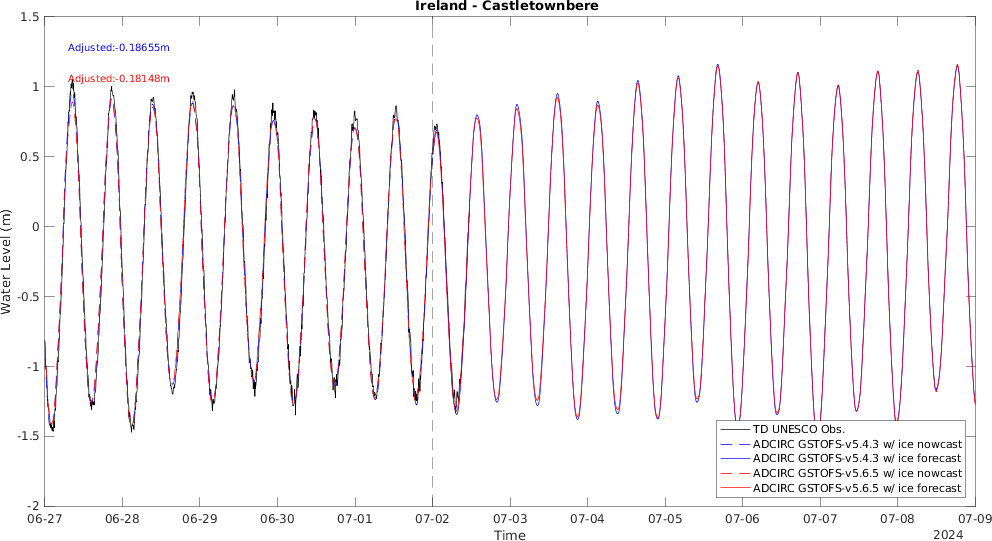 Ireland - Castletownbere
Adjusted:-0.18655m
Adjusted:-0.18148m
Water Level (m)
1.5
1
0.5
0
-0.5
-1
-1.5
-2
TD UNESCO Obs.
ADCIRC GSTOFS-v5.4.3 w/ ice nowcast
ADCIRC GSTOFS-v5.4.3 w/ ice forecast
ADCIRC GSTOFS-v5.6.5 w/ ice nowcast
ADCIRC GSTOFS-v5.6.5 w/ ice forecast
06-27 06-28 06-29 06-30 07-01 07-02 07-03 07-04 07-05 07-06 07-07 07-08 07-09
Time
2024